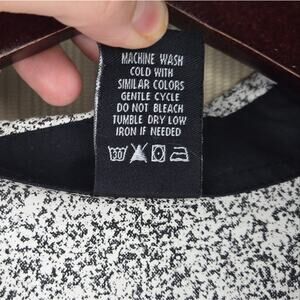 MACHINE WASH
COLD WITH
SIMILAR COLORS
GENTLE CYCLE
DO NOT BLEACH
TUMBLE DRY LOW
IRON IF NEEDED